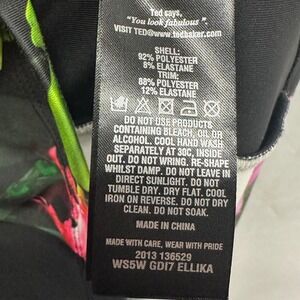 Ted says,
"You look fabulous".
VISIT TED@www.tedbaker.com
SHELL:
92% POLYESTER
8% ELASTANE
TRIM:
88% POLYESTER
12% ELASTANE
DO NOT USE PRODUCTS
CONTAINING BLEACH, OIL OR
ALCOHOL. COOL HAND WASH
SEPARATELY AT 30C, INSIDE
OUT. DO NOT WRING. RE-SHAPE
WHILST DAMP. DO NOT LEAVE IN
DIRECT SUNLIGHT. DO NOT
TUMBLE DRY. DRY FLAT. COOL
IRON ON REVERSE. DO NOT DRY
CLEAN.
MADE IN CHINA
MADE WITH CARE, WEAR WITH PRIDE
2013 136529
WS5W GDI7 ELLIKA